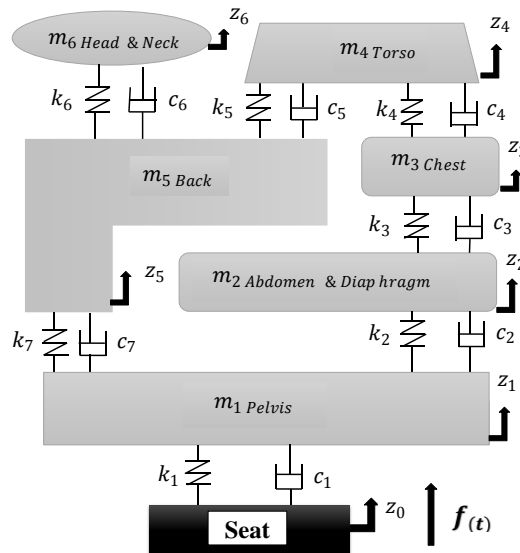 z6
z4
m6 Head & Neck
m4 Torso
k6
c6
k5
c5
k4
c4
m5 Back
m3 Chest
k3
c3
z5
z2
m2 Abdomen & Diap hragm
k7
c7
k2
c2
z1
m1 Pelvis
k1
c1
z0
Seat
f(t)